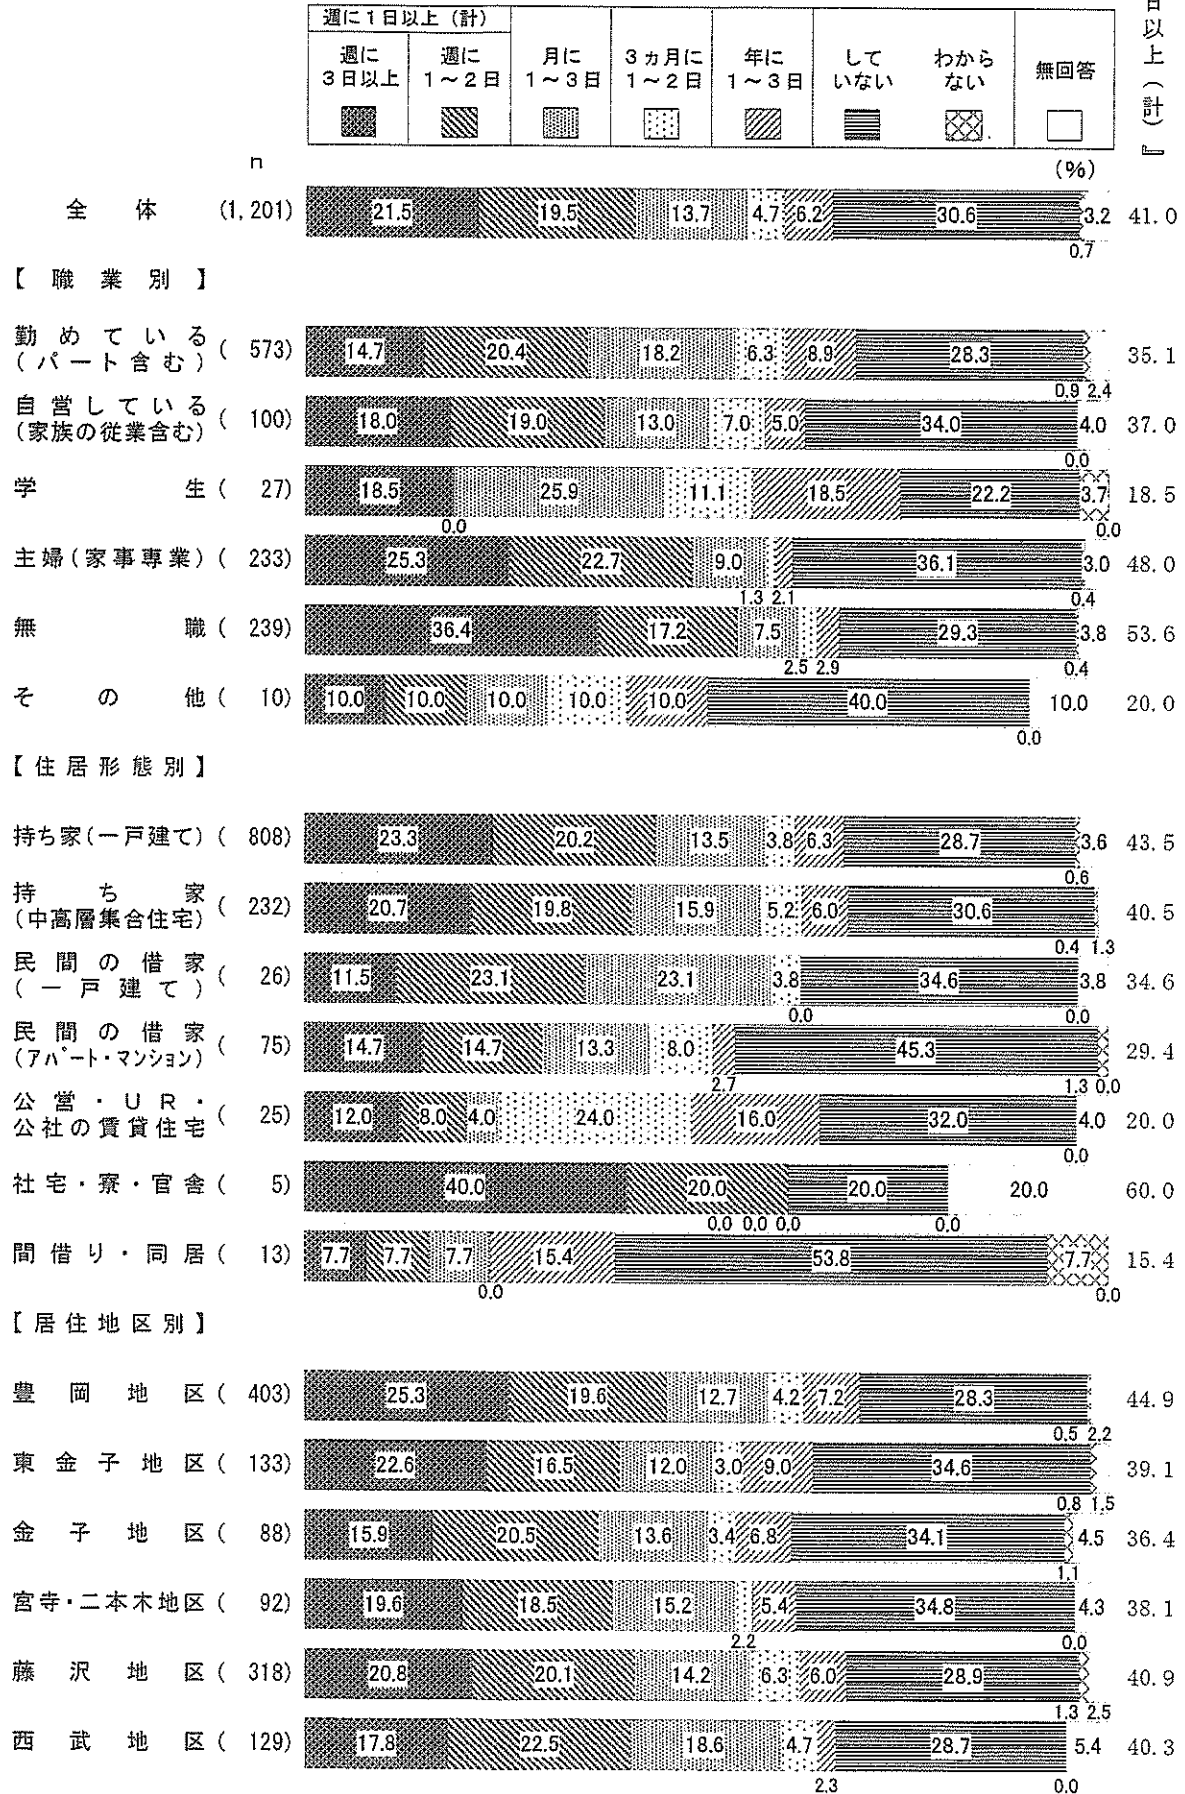 週に１日以上（計）
週に
３日以上
週に
１～２日
月に
１～３日
３ヵ月に
１～２日
年に
１～３日
して
いない
わから
ない
無回答
日以上（計）』
n
(%)
全体 (1,201) 21.5 19.5 13.7 4.7 6.2 30.6 3.2 41.0
0.7
【職業別】
勤めている
(パート含む) ( 573) 14.7 20.4 18.2 6.3 8.9 28.3 35.1
0.9 2.4
自営している
(家族の従業含む) ( 100) 18.0 19.0 13.0 7.0 5.0 34.0 4.0 37.0
0.0
学生 ( 27) 18.5 25.9 11.1 18.5 22.2 3.7 18.5
0.0 0.0
主婦(家事専業) ( 233) 25.3 22.7 9.0 36.1 3.0 48.0
1.3 2.1 0.4
無職 ( 239) 36.4 17.2 7.5 29.3 3.8 53.6
2.5 2.9 0.4
その他 ( 10) 10.0 10.0 10.0 10.0 10.0 40.0 10.0 20.0
0.0
【住居形態別】
持ち家(一戸建て) ( 808) 23.3 20.2 13.5 3.8 6.3 28.7 3.6 43.5
0.6
持ち家
(中高層集合住宅) ( 232) 20.7 19.8 15.9 5.2 6.0 30.6 40.5
0.4 1.3
民間の借家
(一戸建て) ( 26) 11.5 23.1 23.1 3.8 34.6 3.8 34.6
0.0 0.0
民間の借家
(アパート・マンション) ( 75) 14.7 14.7 13.3 8.0 45.3 29.4
2.7 1.3 0.0
公営・ＵＲ・
公社の賃貸住宅 ( 25) 12.0 8.0 4.0 24.0 16.0 32.0 4.0 20.0
0.0
社宅・寮・官舎 ( 5) 40.0 20.0 20.0 20.0 60.0
0.0 0.0 0.0 0.0
間借り・同居 ( 13) 7.7 7.7 7.7 15.4 53.8 7.7 15.4
0.0 0.0
【居住地区別】
豊岡地区 ( 403) 25.3 19.6 12.7 4.2 7.2 28.3 44.9
0.5 2.2
東金子地区 ( 133) 22.6 16.5 12.0 3.0 9.0 34.6 39.1
0.8 1.5
金子地区 ( 88) 15.9 20.5 13.6 3.4 6.8 34.1 4.5 36.4
1.1
宮寺・二本木地区 ( 92) 19.6 18.5 15.2 5.4 34.8 4.3 38.1
2.2 0.0
藤沢地区 ( 318) 20.8 20.1 14.2 6.3 6.0 28.9 40.9
1.3 2.5
西武地区 ( 129) 17.8 22.5 18.6 4.7 28.7 5.4 40.3
2.3 0.0